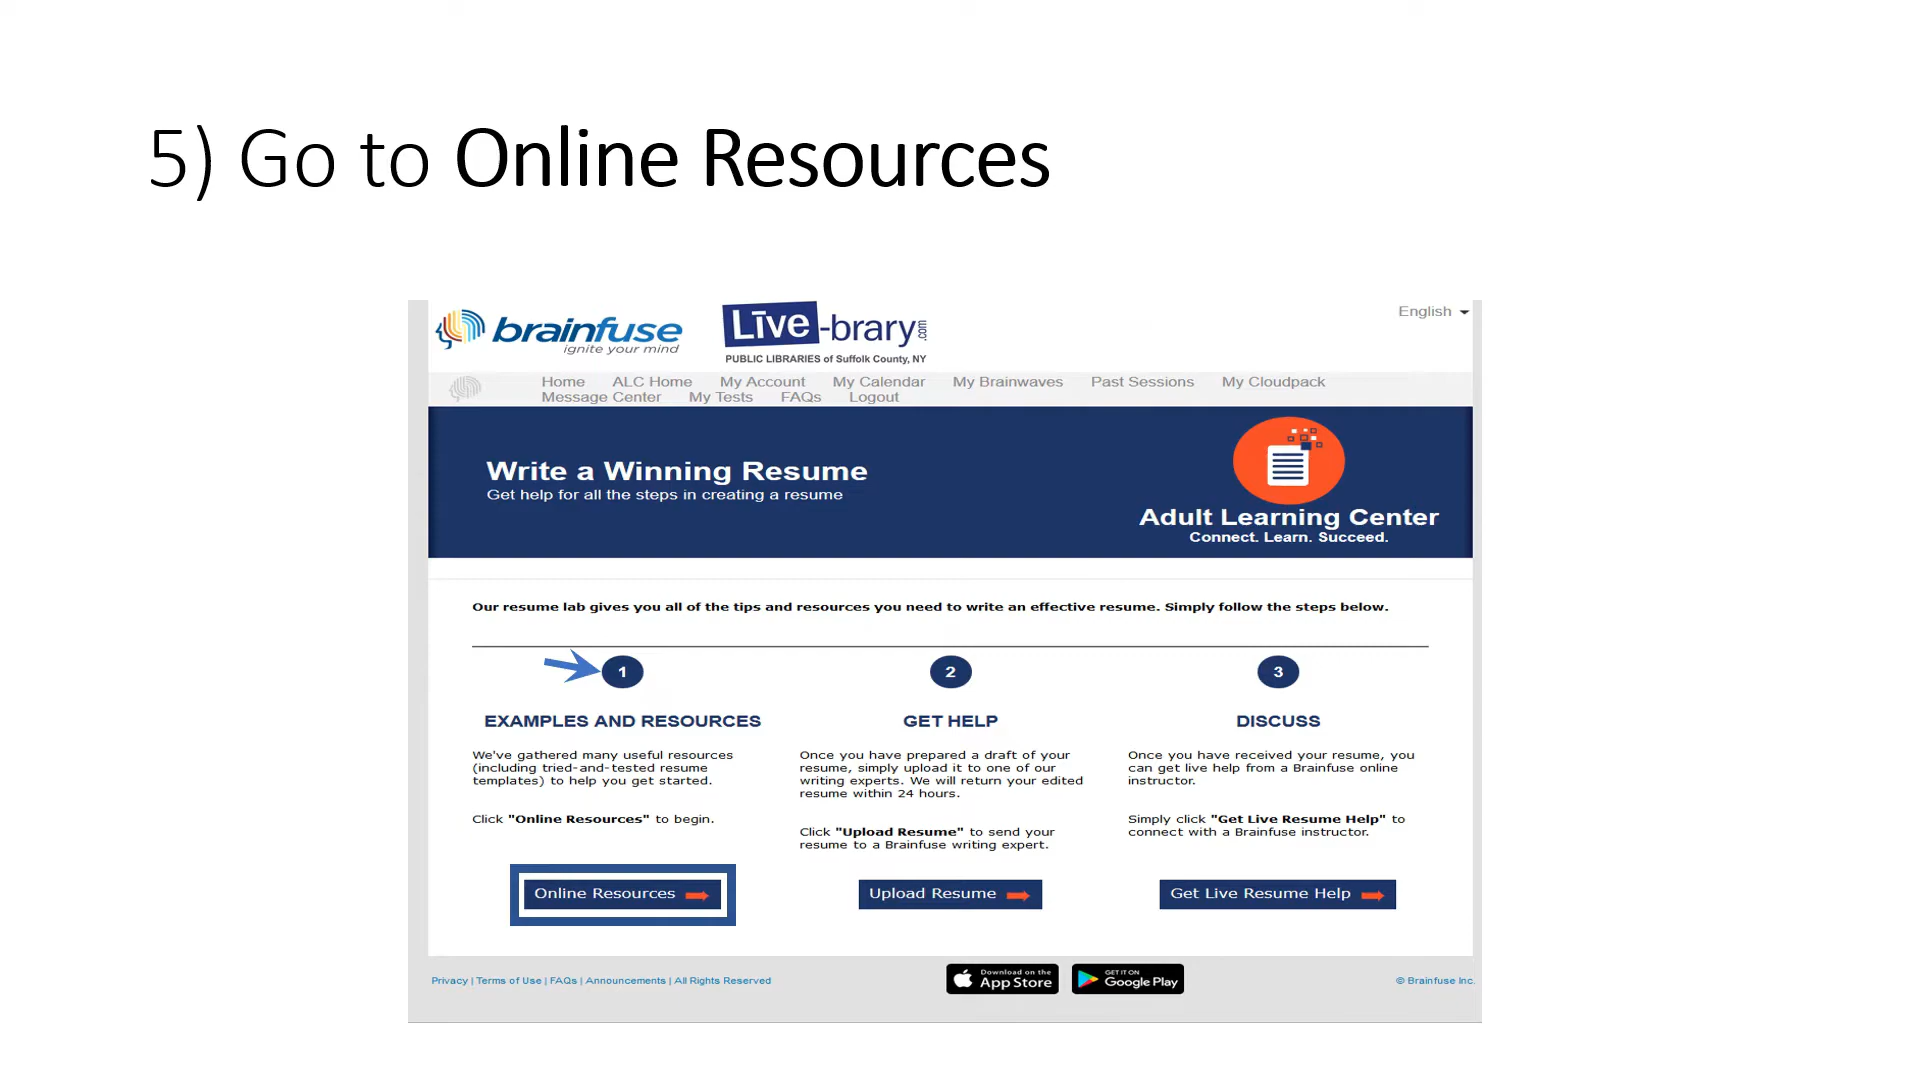 5) Go to Online Resources
brainfuse
ignite your mind
Līve-brary.com
PUBLIC LIBRARIES of Suffolk County, NY
English
Home ALC Home My Account My Calendar My Brainwaves Past Sessions My Cloudpack
Message Center My Tests FAQs Logout
Write a Winning Resume
Get help for all the steps in creating a resume
Adult Learning Center
Connect. Learn. Succeed.
Our resume lab gives you all of the tips and resources you need to write an effective resume. Simply follow the steps below.
1
EXAMPLES AND RESOURCES
We've gathered many useful resources
(including tried-and-tested resume
templates) to help you get started.
Click "Online Resources" to begin.
Online Resources
2
GET HELP
Once you have prepared a draft of your
resume, simply upload it to one of our
writing experts. We will return your edited
resume within 24 hours.
Click "Upload Resume" to send your
resume to a Brainfuse writing expert.
Upload Resume
3
DISCUSS
Once you have received your resume, you
can get live help from a Brainfuse online
instructor.
Simply click "Get Live Resume Help" to
connect with a Brainfuse instructor.
Get Live Resume Help
Privacy | Terms of Use | FAQs | Announcements | All Rights Reserved
Download on the
App Store
GET IT ON
Google Play
© Brainfuse Inc.